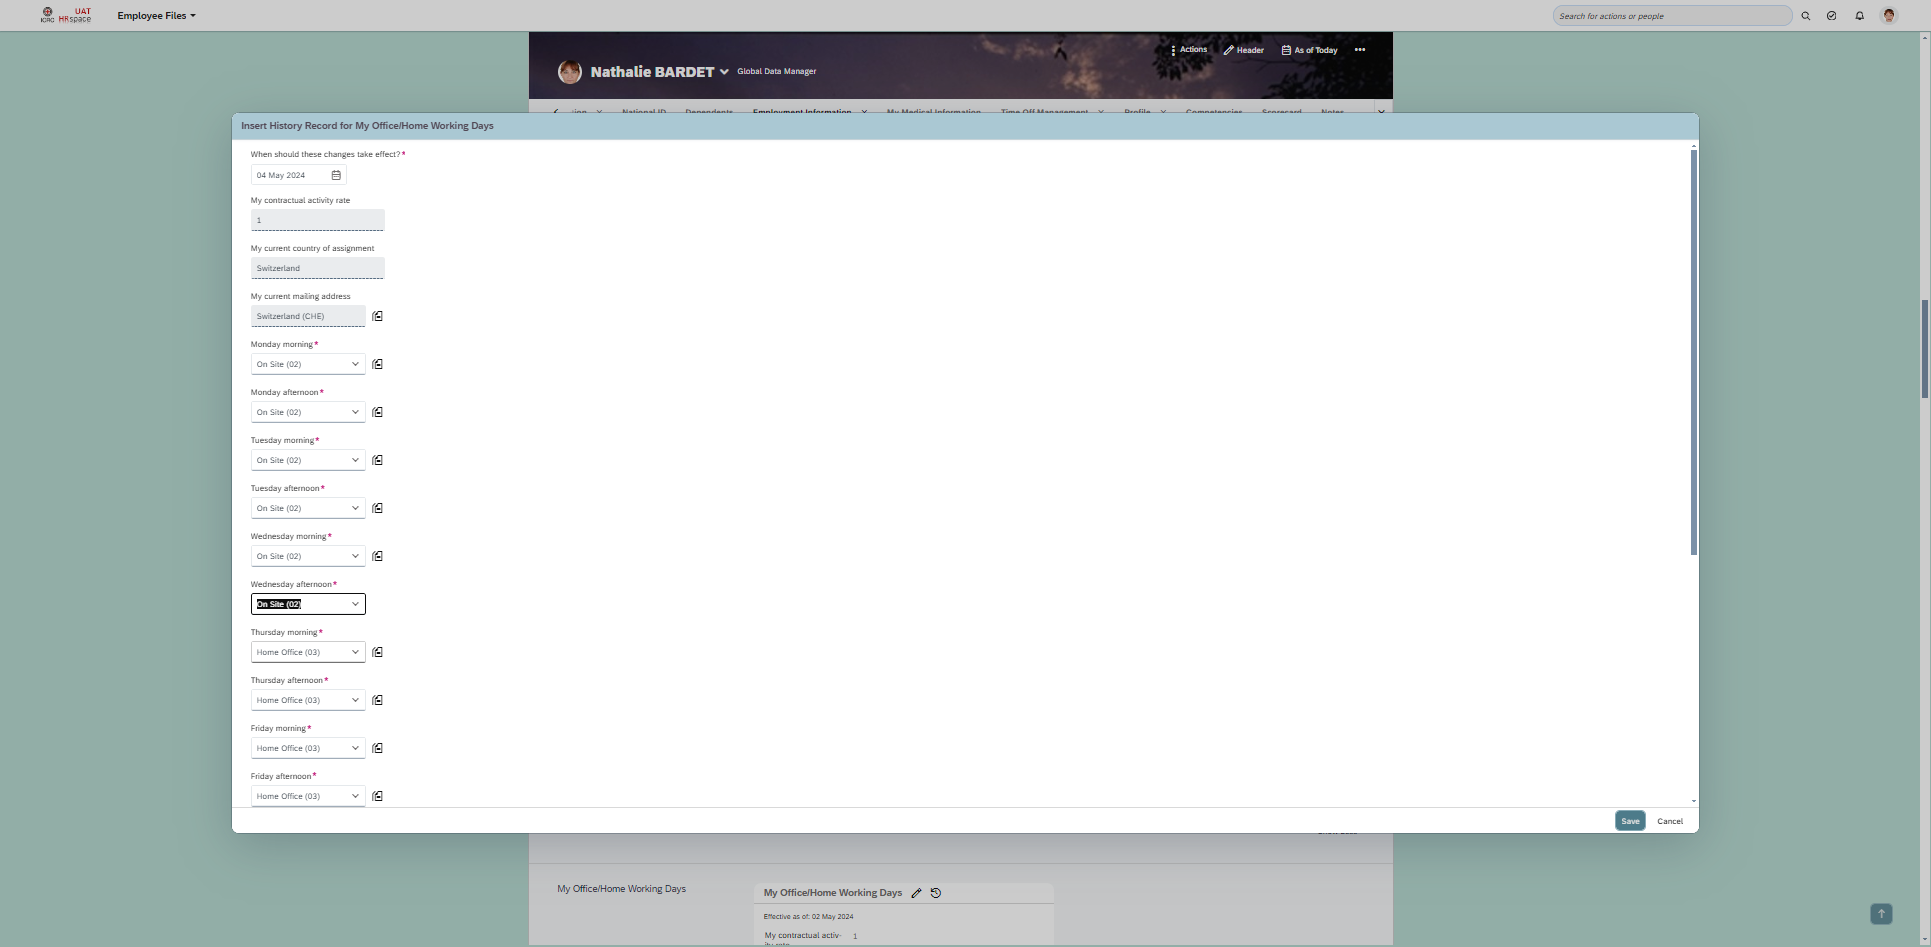 UAT
ICRC HRspace
Employee Files
Search for actions or people
Actions
Header
As of Today
Nathalie BARDET
Global Data Manager
National ID
Dependents
Employment Information
My Medical Information
Time Off Management
Profile
Competencies
Scorecard
Notes
Insert History Record for My Office/Home Working Days
When should these changes take effect?*
04 May 2024
My contractual activity rate
1
My current country of assignment
Switzerland
My current mailing address
Switzerland (CHE)
Monday morning*
On Site (02)
Monday afternoon*
On Site (02)
Tuesday morning*
On Site (02)
Tuesday afternoon*
On Site (02)
Wednesday morning*
On Site (02)
Wednesday afternoon*
On Site (02)
Thursday morning*
Home Office (03)
Thursday afternoon*
Home Office (03)
Friday morning*
Home Office (03)
Friday afternoon*
Home Office (03)
Save
Cancel
My Office/Home Working Days
My Office/Home Working Days
Effective as of: 02 May 2024
My contractual activ-
1